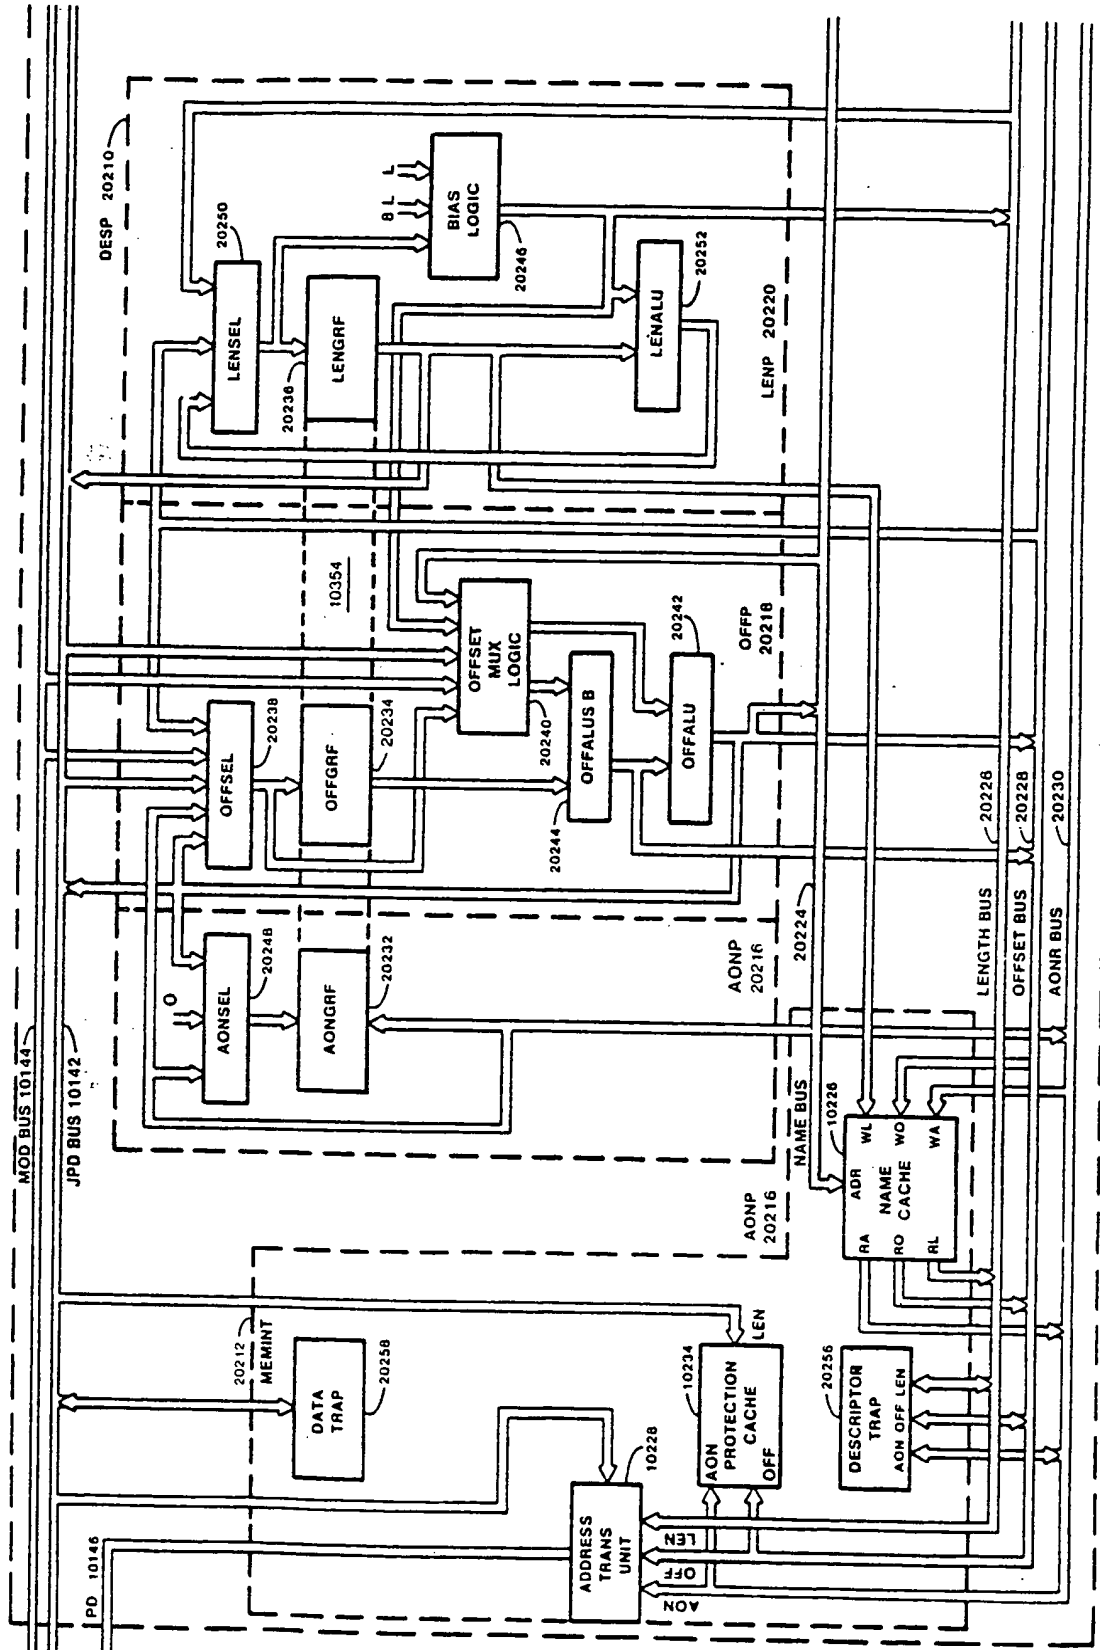 DESP 20210
20250
LENSEL
8 L
L
BIAS
LOGIC
20246
20236
LENGRF
LENALU
20252
LENP 20220
10354
OFFSEL
20238
OFFGRF
20234
OFFSET
MUX
LOGIC
20240
OFFALUS B
20244
OFFALU
20242
OFFP
20218
MOD BUS 10144
JPD BUS 10142
O
AONSEL
20248
AONGRF
20232
AONP
20216
20224
LENGTH BUS
20226
OFFSET BUS
20228
AONR BUS
20230
NAME BUS
10226
ADR
WL
WO
WA
NAME
CACHE
RA
RO
RL
AONP
20216
20212
MEMINT
DATA
TRAP
20258
LEN
10234
AON
PROTECTION
CACHE
OFF
20256
DESCRIPTOR
TRAP
AON OFF LEN
PD 10146
10228
ADDRESS
TRANS
UNIT
LEN
OFF
AON